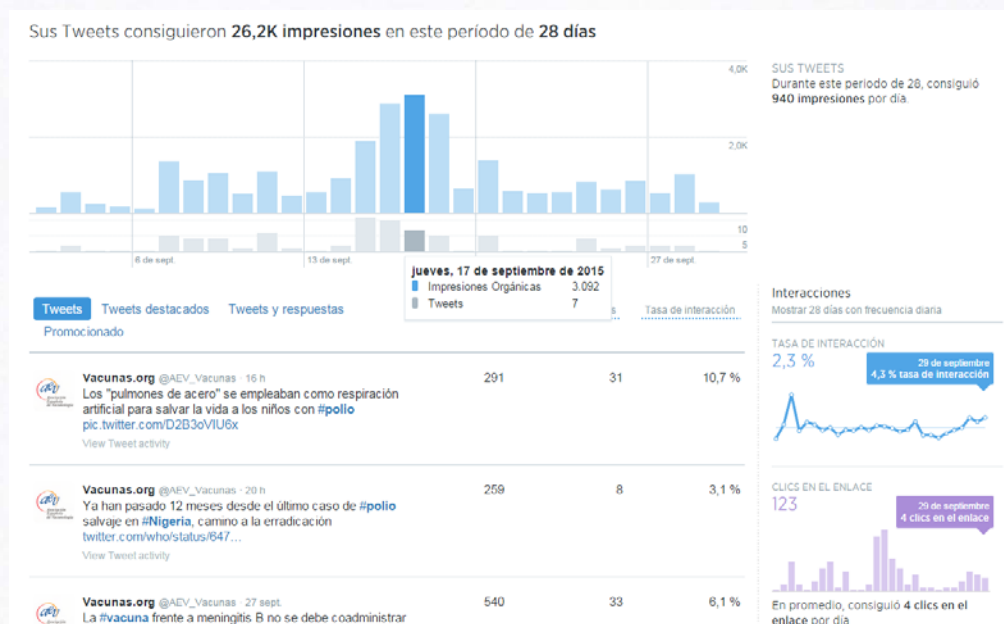 Sus Tweets consiguieron 26,2K impresiones en este período de 28 días
4,0K
2,0K
10
5
6 de sept.
13 de sept.
27 de sept.
jueves, 17 de septiembre de 2015
Impresiones Orgánicas 3.092
Tweets 7
SUS TWEETS
Durante este periodo de 28, consiguió
940 impresiones por día.
Tweets Tweets destacados Tweets y respuestas
Promocionado
s Tasa de interacción
Vacunas.org @AEV_Vacunas · 16 h
Los "pulmones de acero" se empleaban como respiración
artificial para salvar la vida a los niños con #polio
pic.twitter.com/D2B3oVIU6x
View Tweet activity
291 31 10,7 %
Vacunas.org @AEV_Vacunas · 20 h
Ya han pasado 12 meses desde el último caso de #polio
salvaje en #Nigeria, camino a la erradicación
twitter.com/who/status/647…
View Tweet activity
259 8 3,1 %
Vacunas.org @AEV_Vacunas · 27 sept.
La #vacuna frente a meningitis B no se debe coadministrar
540 33 6,1 %
Interacciones
Mostrar 28 días con frecuencia diaria
TASA DE INTERACCIÓN
2,3 %
29 de septiembre
4,3 % tasa de interacción
CLICS EN EL ENLACE
123
29 de septiembre
4 clics en el enlace
En promedio, consiguió 4 clics en el
enlace por día